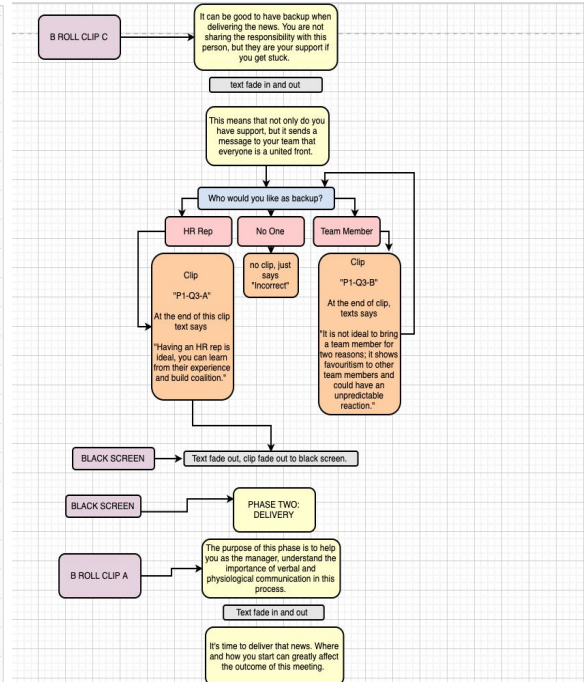 It can be good to have backup when
delivering the news. You are not
sharing the responsibility with this
person, but they are your support if
you get stuck.
B ROLL CLIP C
text fade in and out
This means that not only do you
have support, but it sends a
message to your team that
everyone is a united front.
Who would you like as backup?
HR Rep
No One
Team Member
Clip
"P1-Q3-A"
At the end of this clip
text says
"Having an HR rep is
ideal, you can learn
from their experience
and build coalition."
no clip, just
says
"Incorrect"
Clip
"P1-Q3-B"
At the end of clip,
texts says
"It is not ideal to bring
a team member for
two reasons; it shows
favouritism to other
team members and
could have an
unpredictable
reaction."
BLACK SCREEN
Text fade out, clip fade out to black screen.
BLACK SCREEN
PHASE TWO:
DELIVERY
B ROLL CLIP A
The purpose of this phase is to help
you as the manager, understand the
importance of verbal and
physiological communication in this
process.
Text fade in and out
It's time to deliver that news. Where
and how you start can greatly affect
the outcome of this meeting.